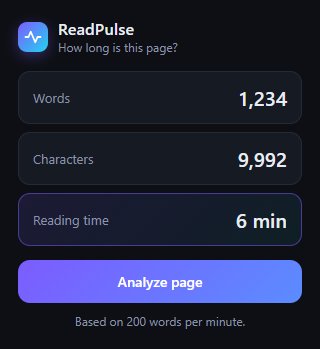 ReadPulse
How long is this page?
Words 1,234
Characters 9,992
Reading time 6 min
Analyze page
Based on 200 words per minute.